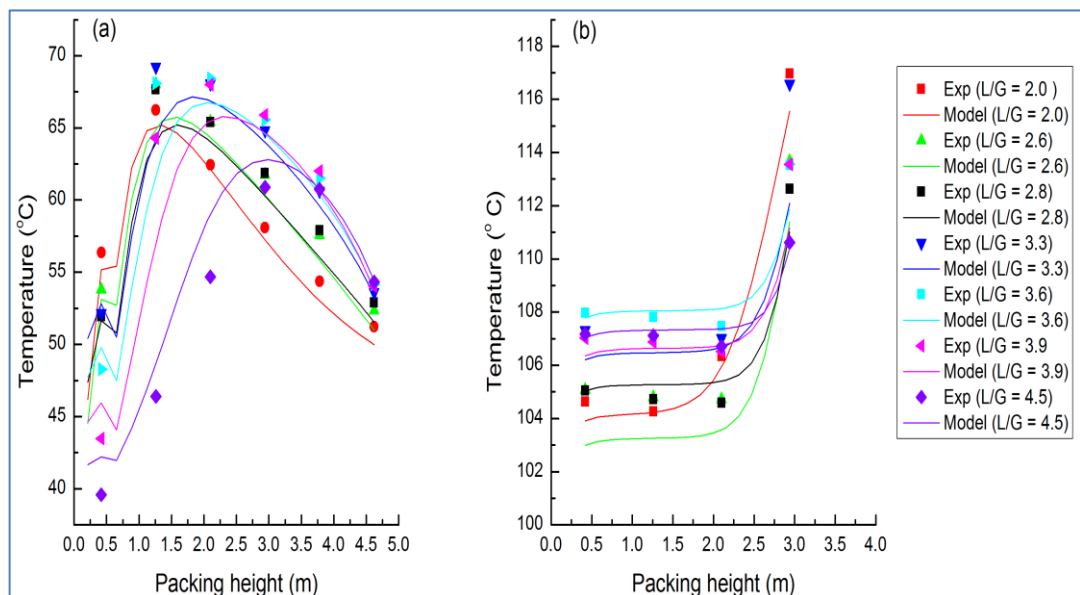 (a)
70
65
60
55
50
45
40
Temperature (°C)
0.0 0.5 1.0 1.5 2.0 2.5 3.0 3.5 4.0 4.5 5.0
Packing height (m)
(b)
118
116
114
112
110
108
106
104
102
100
Temperature (° C)
0.0 0.5 1.0 1.5 2.0 2.5 3.0 3.5 4.0
Packing height (m)
Exp (L/G = 2.0 )
Model (L/G = 2.0)
Exp (L/G = 2.6)
Model (L/G = 2.6)
Exp (L/G = 2.8)
Model (L/G = 2.8)
Exp (L/G = 3.3)
Model (L/G = 3.3)
Exp (L/G = 3.6)
Model (L/G = 3.6)
Exp (L/G = 3.9
Model (L/G = 3.9)
Exp (L/G = 4.5)
Model (L/G = 4.5)